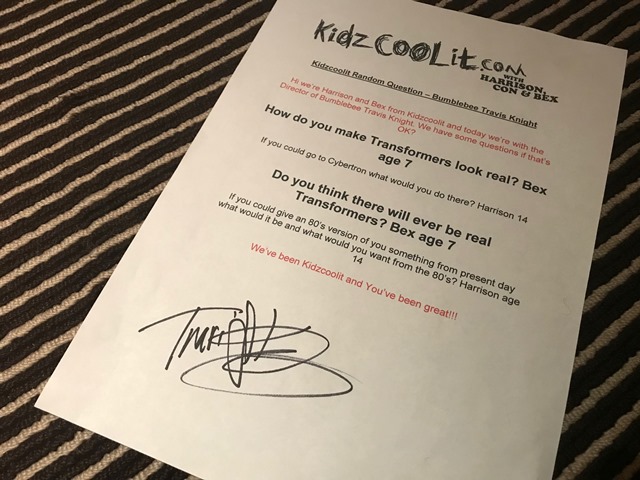 KidzCOOLit.com
WITH
HARRISON,
CON & BEX
Kidzcoolit Random Question – Bumblebee Travis Knight
Hi we're Harrison and Bex from Kidzcoolit and today we're with the
Director of Bumblebee Travis Knight. We have some questions if that's
OK?
How do you make Transformers look real? Bex
age 7
If you could go to Cybertron what would you do there? Harrison 14
Do you think there will ever be real
Transformers? Bex age 7
If you could give an 80's version of you something from present day
what would it be and what would you want from the 80's? Harrison age
14
We've been Kidzcoolit and You've been great!!!